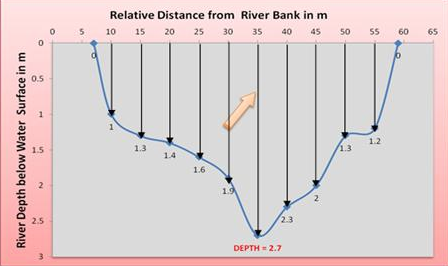 Relative Distance from River Bank in m
0 5 10 15 20 25 30 35 40 45 50 55 60 65
River Depth below Water Surface in m
0
0.5
1
1.5
2
2.5
3
0 0
1 1.3 1.4 1.6 1.9 2.3 2 1.3 1.2
DEPTH = 2.7